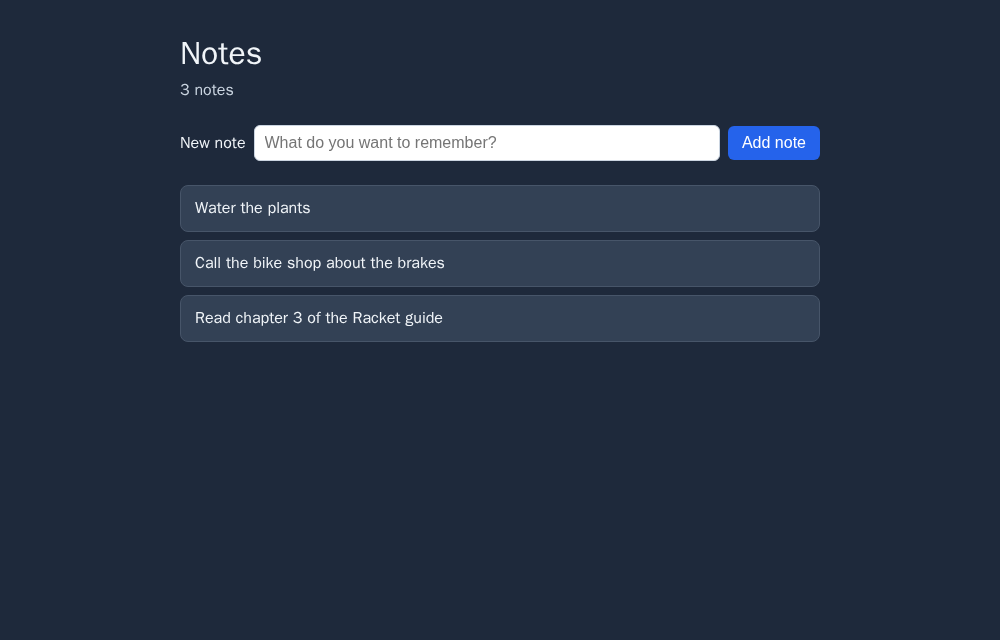 Notes
3 notes
New note What do you want to remember? Add note
Water the plants
Call the bike shop about the brakes
Read chapter 3 of the Racket guide